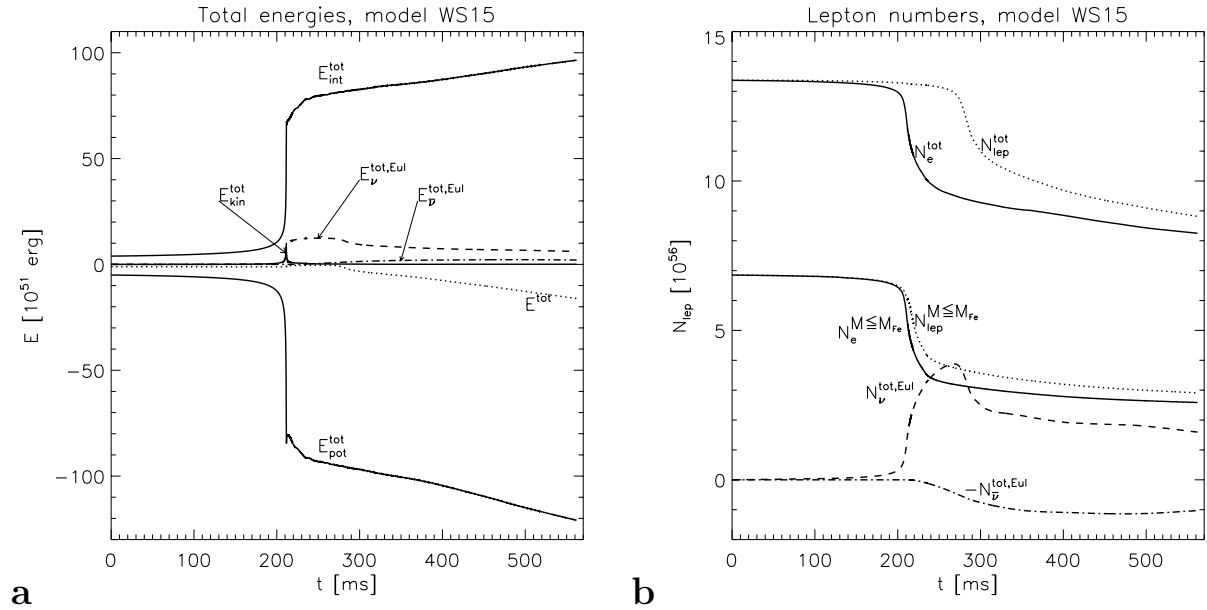 Total energies, model WS15
E [10^51 erg]
100
50
0
−50
−100
E_int^tot
E_kin^tot
E_ν^tot,Eul
E_ν̄^tot,Eul
E^tot
E_pot^tot
0 100 200 300 400 500
t [ms]
a
Lepton numbers, model WS15
N_lep [10^56]
15
10
5
0
N_e^tot
N_lep^tot
N_e^M≦M_Fe
N_lep^M≦M_Fe
N_ν^tot,Eul
−N_ν̄^tot,Eul
0 100 200 300 400 500
t [ms]
b